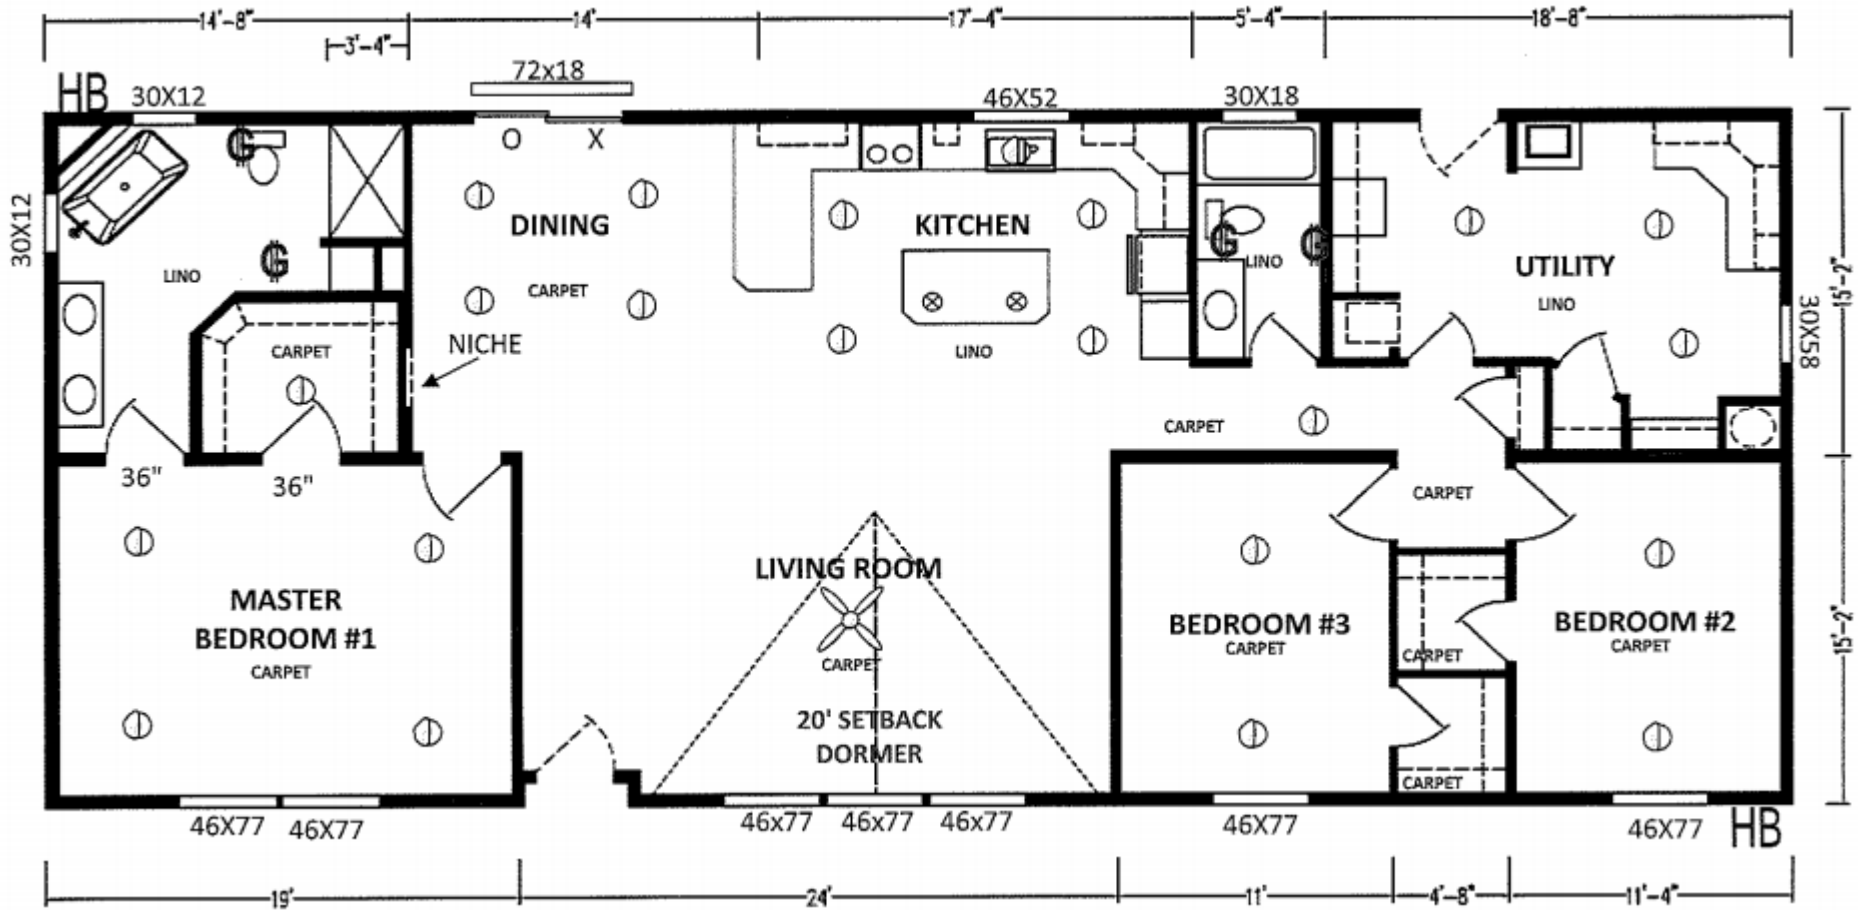 14'-8"
14'
17'-4"
5'-4"
18'-8"
3'-4"
HB
30X12
72x18
46X52
30X18
O
X
30X12
DINING
KITCHEN
LINO
CARPET
LINO
UTILITY
LINO
CARPET
NICHE
LINO
30X58
15'-2"
CARPET
36"
36"
CARPET
LIVING ROOM
MASTER
BEDROOM #1
CARPET
CARPET
20' SETBACK
DORMER
BEDROOM #3
CARPET
CARPET
BEDROOM #2
CARPET
15'-2"
CARPET
46X77
46X77
46x77
46x77
46x77
46X77
46X77
HB
19'
24'
11'
4'-8"
11'-4"